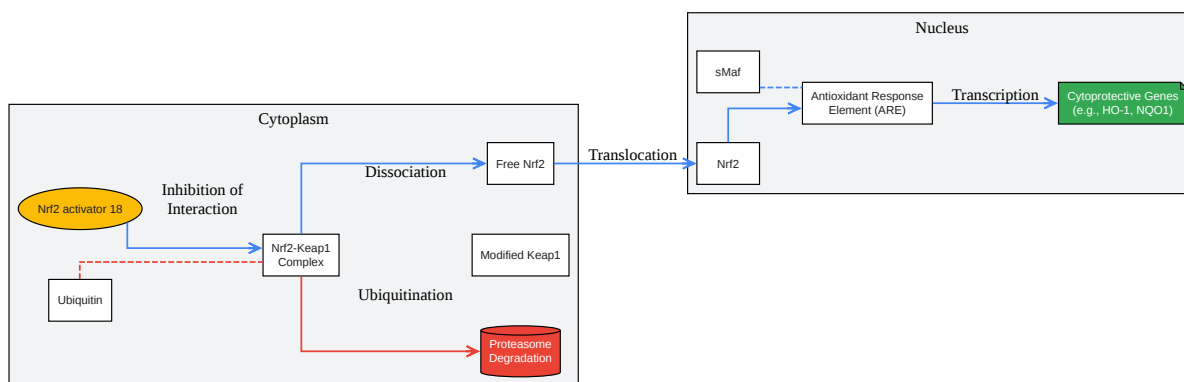 Nucleus
sMaf
Antioxidant Response
Element (ARE)
Transcription
Cytoprotective Genes
(e.g., HO-1, NQO1)
Nrf2
Cytoplasm
Free Nrf2
Translocation
Dissociation
Inhibition of
Interaction
Nrf2 activator 18
Nrf2-Keap1
Complex
Modified Keap1
Ubiquitin
Ubiquitination
Proteasome
Degradation